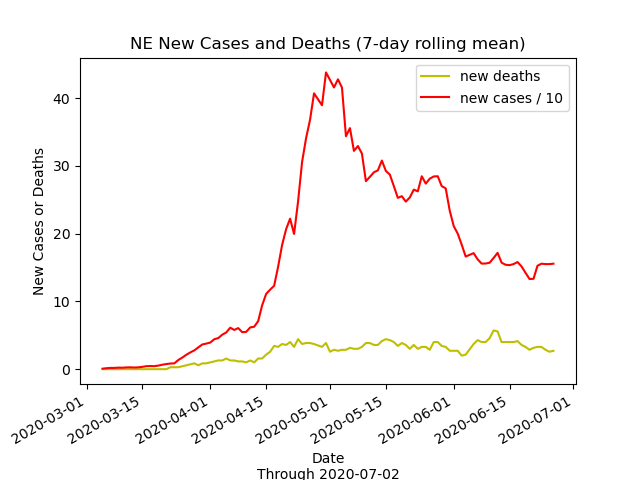 NE New Cases and Deaths (7-day rolling mean)
new deaths
new cases / 10
New Cases or Deaths
40
30
20
10
0
2020-03-01
2020-03-15
2020-04-01
2020-04-15
2020-05-01
2020-05-15
2020-06-01
2020-06-15
2020-07-01
Date
Through 2020-07-02